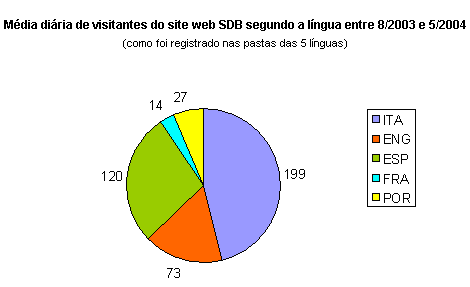 Média diária de visitantes do site web SDB segundo a língua entre 8/2003 e 5/2004
(como foi registrado nas pastas das 5 línguas)
27
14
199
120
73
ITA
ENG
ESP
FRA
POR